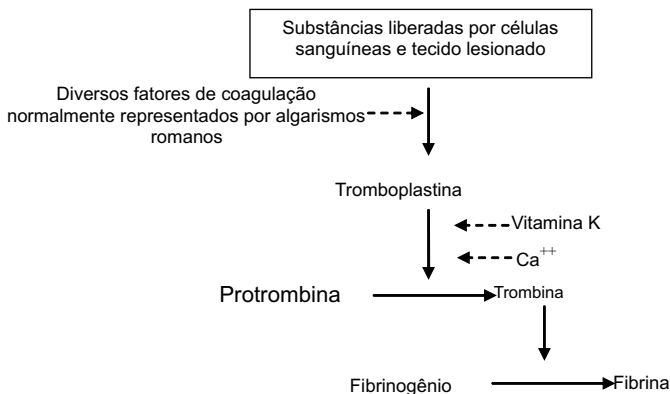 Substâncias liberadas por células
sanguíneas e tecido lesionado
Diversos fatores de coagulação
normalmente representados por algarismos
romanos
Tromboplastina
Vitamina K
Ca++
Protrombina
Trombina
Fibrinogênio
Fibrina